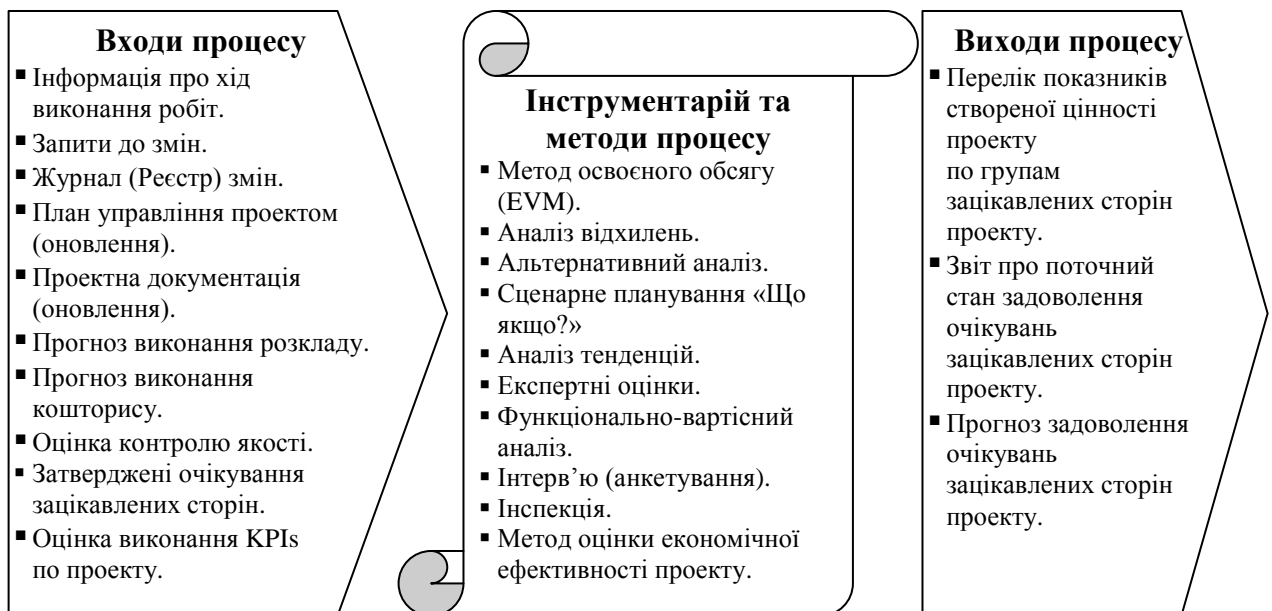 Входи процесу
▪ Інформація про хід
виконання робіт.
▪ Запити до змін.
▪ Журнал (Реєстр) змін.
▪ План управління проектом
(оновлення).
▪ Проектна документація
(оновлення).
▪ Прогноз виконання розкладу.
▪ Прогноз виконання
кошторису.
▪ Оцінка контролю якості.
▪ Затверджені очікування
зацікавлених сторін.
▪ Оцінка виконання KPIs
по проекту.
Інструментарій та
методи процесу
▪ Метод освоєного обсягу
(EVM).
▪ Аналіз відхилень.
▪ Альтернативний аналіз.
▪ Сценарне планування «Що
якщо?»
▪ Аналіз тенденцій.
▪ Експертні оцінки.
▪ Функціонально-вартісний
аналіз.
▪ Інтерв’ю (анкетування).
▪ Інспекція.
▪ Метод оцінки економічної
ефективності проекту.
Виходи процесу
▪ Перелік показників
створеної цінності
проекту
по групам
зацікавлених сторін
проекту.
▪ Звіт про поточний
стан задоволення
очікувань
зацікавлених сторін
проекту.
▪ Прогноз задоволення
очікувань
зацікавлених сторін
проекту.